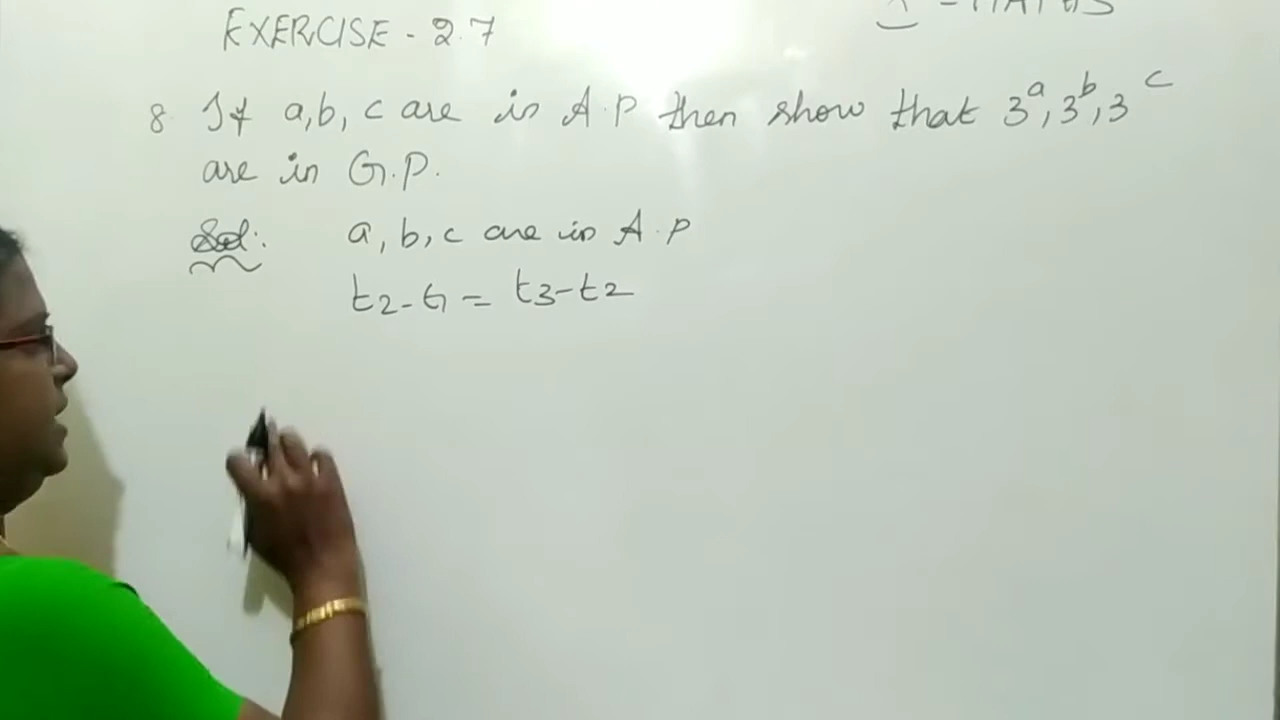 EXERCISE - 2.7
X - MATHS
8. If a, b, c are in A.P then show that 3^a, 3^b, 3^c
are in G.P.
Sol:
a, b, c are in A.P
t2 - t1 = t3 - t2